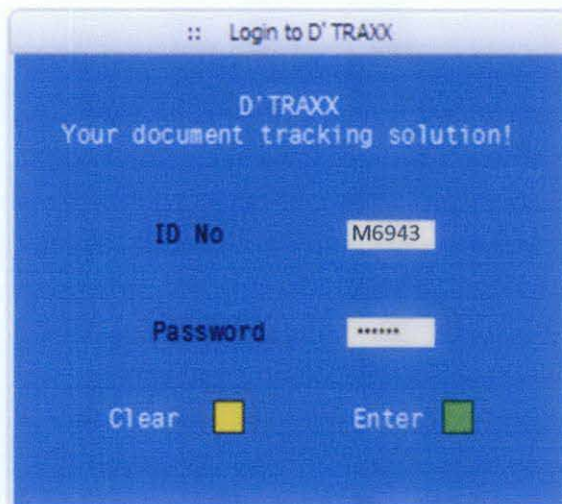 :: Login to D' TRAXX
D'TRAXX
Your document tracking solution!
ID No M6943
Password ••••••
Clear Enter